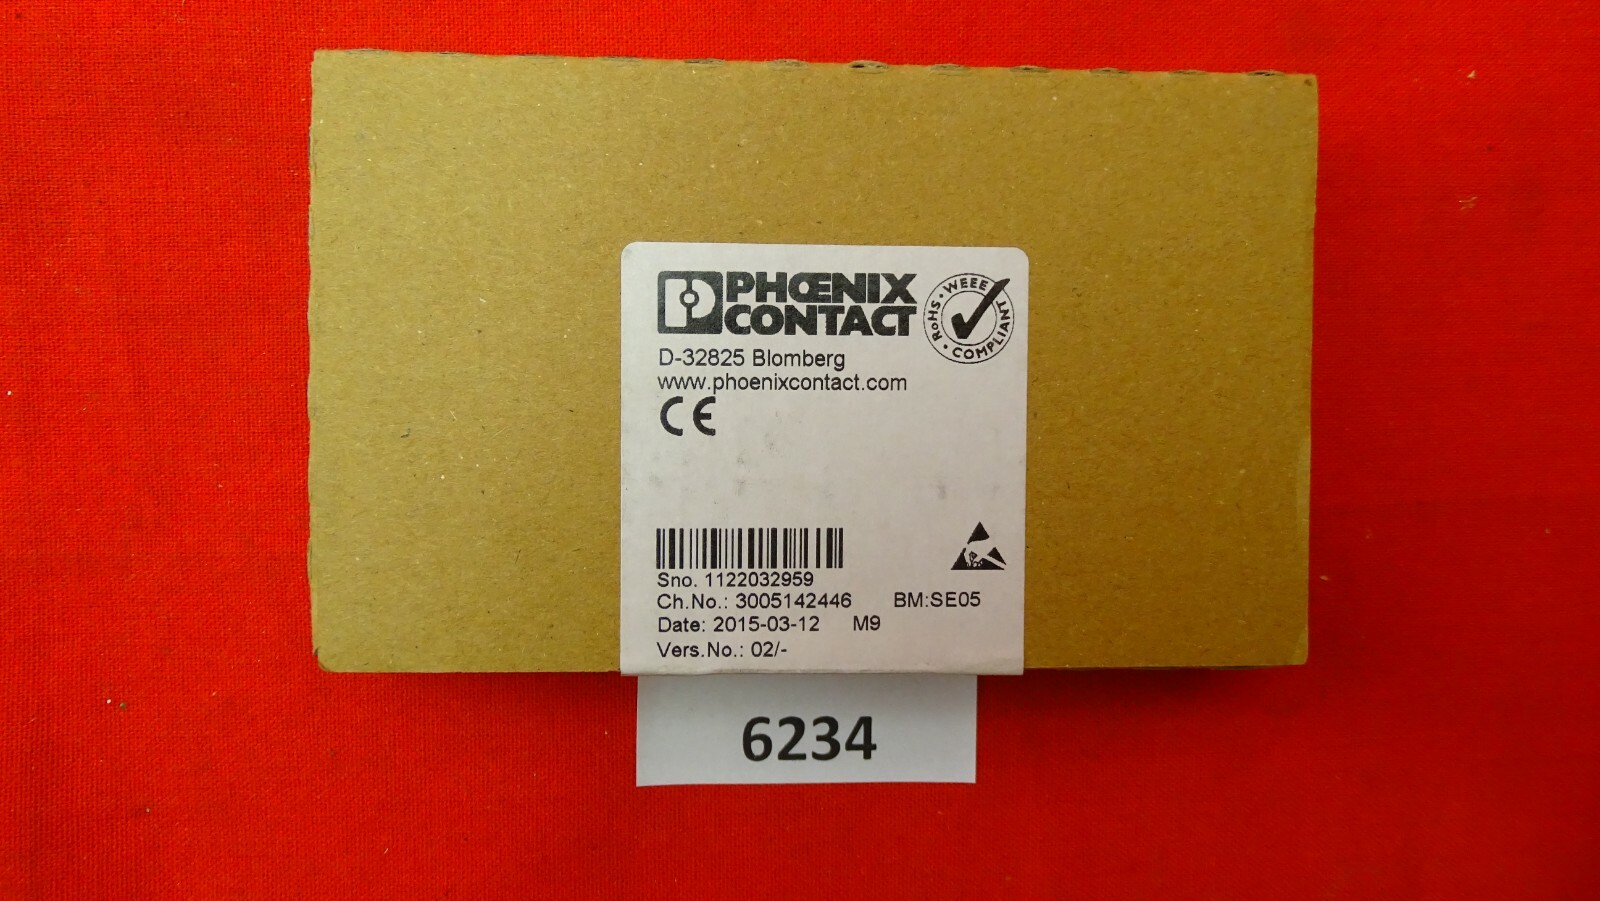 PHŒNIX
CONTACT
RoHS · WEEE · COMPLIANT
D-32825 Blomberg
www.phoenixcontact.com
CE
Sno. 1122032959
Ch.No.: 3005142446 BM:SE05
Date: 2015-03-12 M9
Vers.No.: 02/-
6234